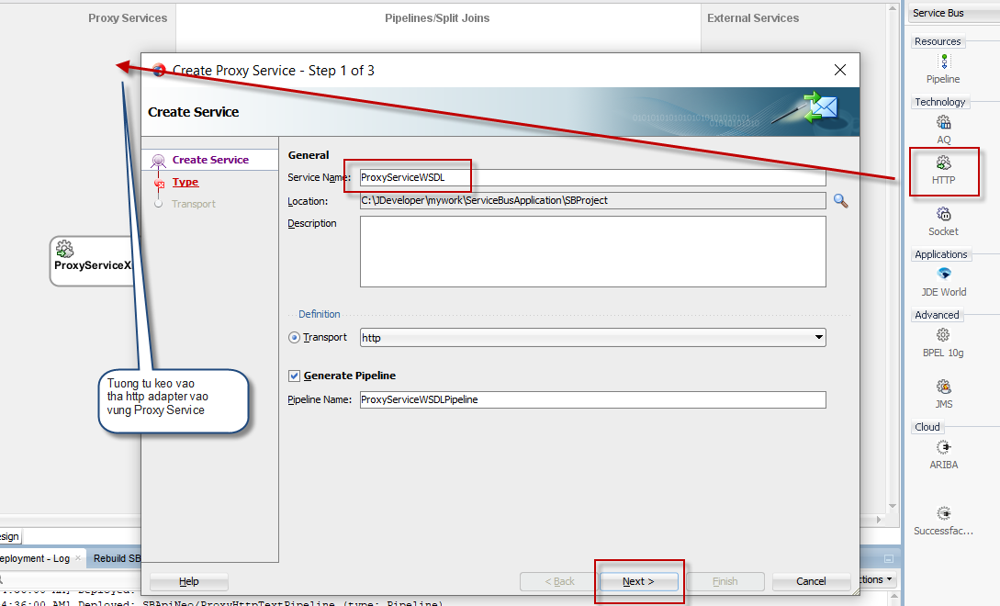 Proxy Services
Pipelines/Split Joins
External Services
Service Bus
Resources
Pipeline
Technology
AQ
HTTP
Socket
Applications
JDE World
Advanced
BPEL 10g
JMS
Cloud
ARIBA
Successfac...
Create Proxy Service - Step 1 of 3
Create Service
Create Service
Type
Transport
General
Service Name: ProxyServiceWSDL
Location: C:\JDeveloper\mywork\ServiceBusApplication\SBProject
Description
Definition
Transport http
Generate Pipeline
Pipeline Name: ProxyServiceWSDLPipeline
ProxyServiceX
Tuong tu keo vao
tha http adapter vao
vung Proxy Service
Help
< Back
Next >
Finish
Cancel
esign
eployment - Log
Rebuild SB
ctions
4:36:00 AM] Deployed: SBApiNeo/ProxyHttpTextPipeline (type: Pipeline)